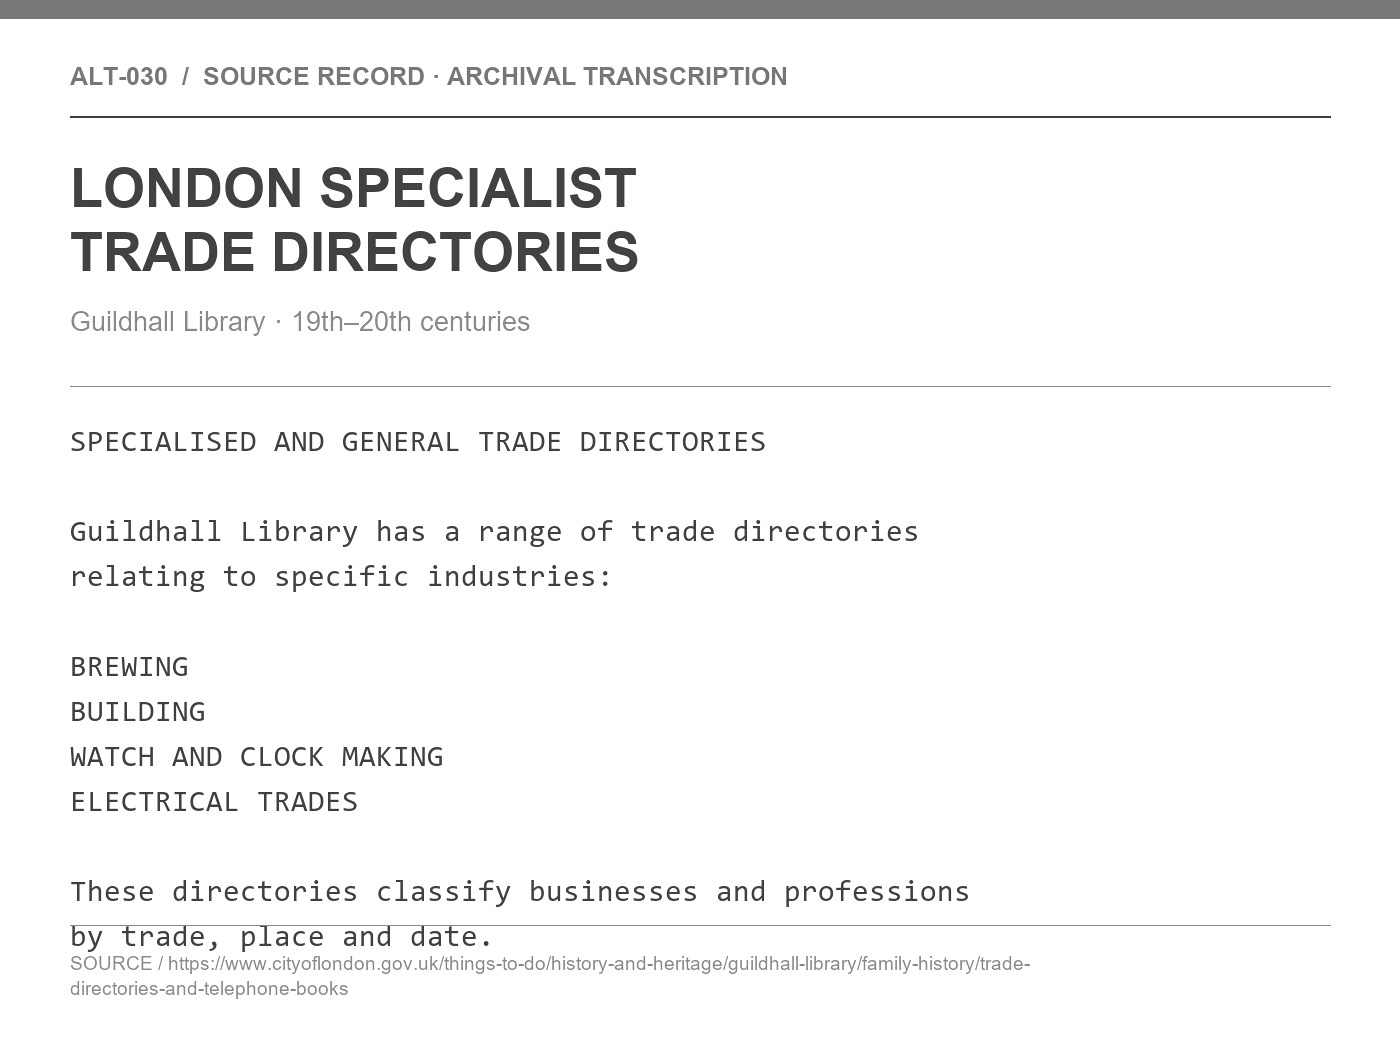 ALT-030 / SOURCE RECORD · ARCHIVAL TRANSCRIPTION
LONDON SPECIALIST
TRADE DIRECTORIES
Guildhall Library · 19th–20th centuries
SPECIALISED AND GENERAL TRADE DIRECTORIES
Guildhall Library has a range of trade directories
relating to specific industries:
BREWING
BUILDING
WATCH AND CLOCK MAKING
ELECTRICAL TRADES
These directories classify businesses and professions
by trade, place and date.
SOURCE / https://www.cityoflondon.gov.uk/things-to-do/history-and-heritage/guildhall-library/family-history/trade-
directories-and-telephone-books